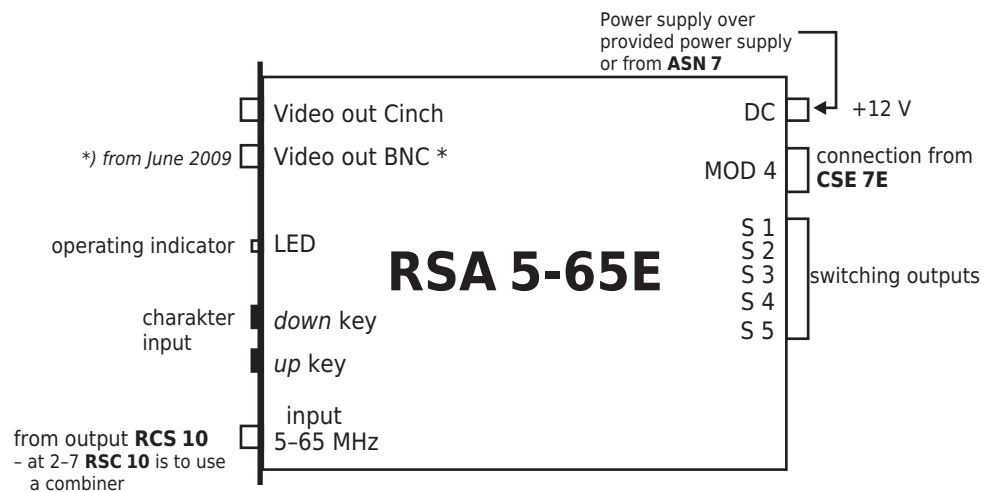 Power supply over
provided power supply
or from ASN 7
Video out Cinch
DC
+12 V
*) from June 2009
Video out BNC *
MOD 4
connection from
CSE 7E
operating indicator
LED
RSA 5-65E
S 1
S 2
S 3
S 4
S 5
switching outputs
charakter
input
down key
up key
input
5–65 MHz
from output RCS 10
– at 2–7 RSC 10 is to use
a combiner